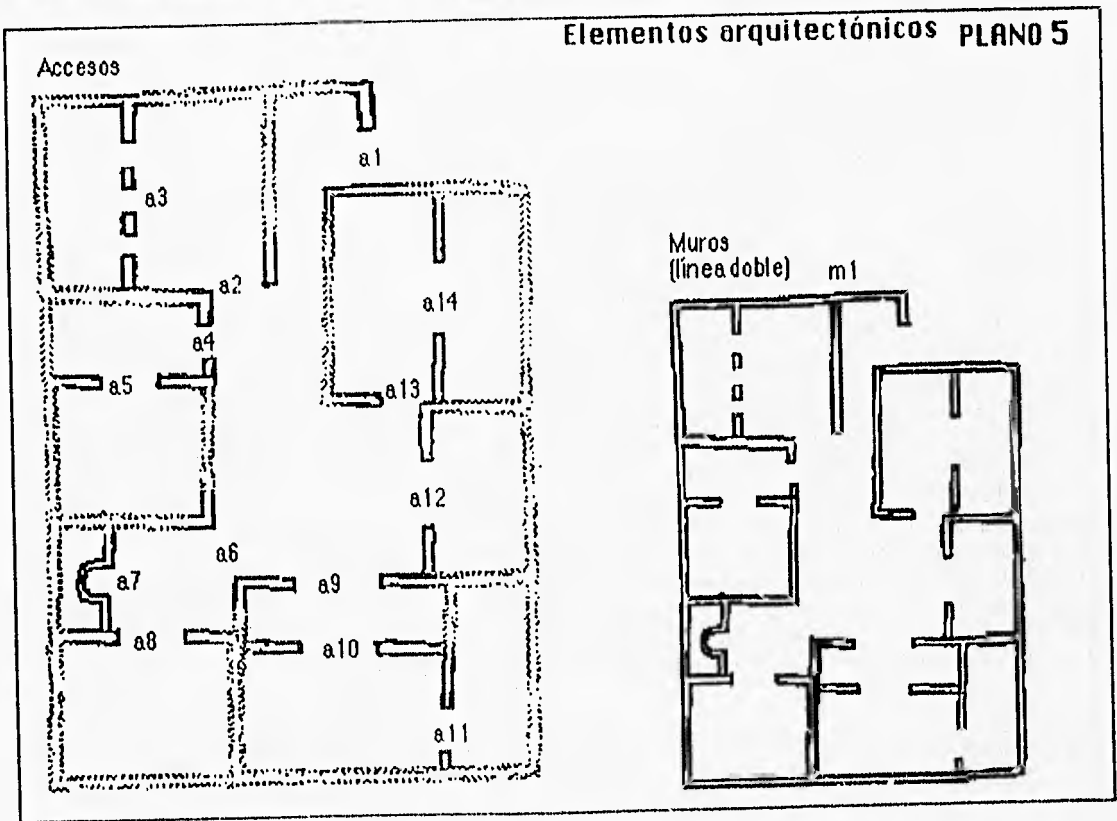 Elementos arquitectónicos PLANO 5
Accesos
a1
a3
a2
a14
a4
a5
a13
a12
a6
a7
a9
a8
a10
a11
Muros
(línea doble)
m1